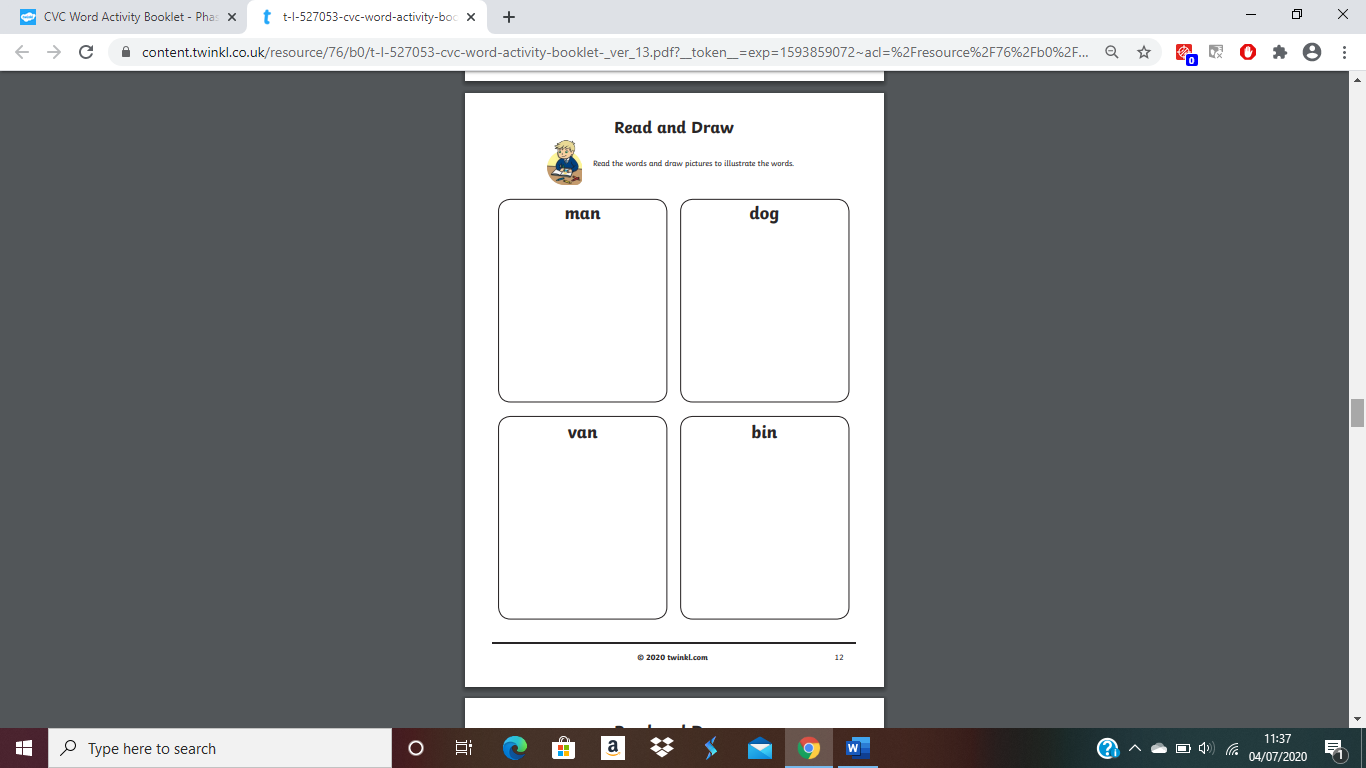 CVC Word Activity Booklet - Pha
t-l-527053-cvc-word-activity-boo
content.twinkl.co.uk/resource/76/b0/t-l-527053-cvc-word-activity-booklet-_ver_13.pdf?__token__=exp=1593859072~acl=%2Fresource%2F76%2Fb0%2F...
0
Read and Draw
Read the words and draw pictures to illustrate the words.
man dog
van bin
© 2020 twinkl.com 12
Type here to search
11:37
04/07/2020
1